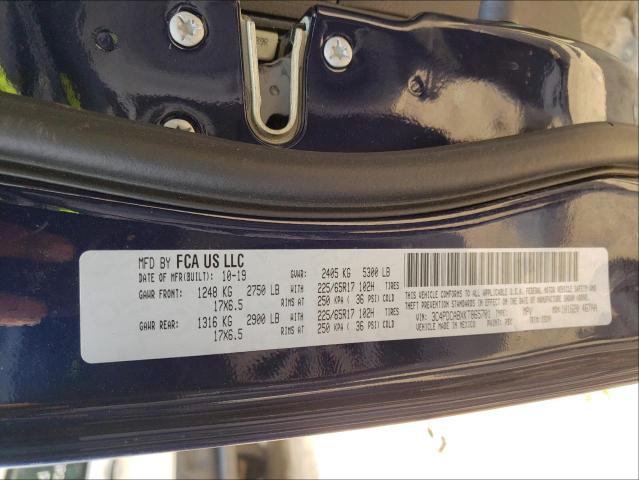 MFD BY FCA US LLC
DATE OF MFR(BUILT): 10-19 GVWR: 2405 KG 5300 LB
GAWR FRONT: 1248 KG 2750 LB WITH 225/65R17 102H TIRES
17X6.5 RIMS AT 250 KPA ( 36 PSI) COLD
GAWR REAR: 1316 KG 2900 LB WITH 225/65R17 102H TIRES
17X6.5 RIMS AT 250 KPA ( 36 PSI) COLD
THIS VEHICLE CONFORMS TO ALL APPLICABLE U.S.A. FEDERAL MOTOR VEHICLE SAFETY AND
THEFT PREVENTION STANDARDS IN EFFECT ON THE DATE OF MANUFACTURE SHOWN ABOVE.
VIN: TYPE: MPV MDH:
VEHICLE MADE IN MEXICO PAINT: TRIM: